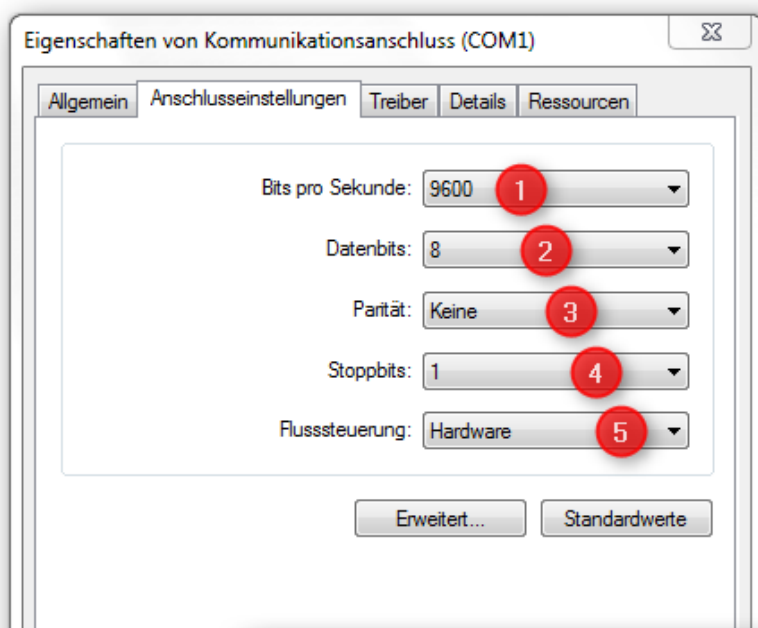 Eigenschaften von Kommunikationsanschluss (COM1)
Allgemein Anschlusseinstellungen Treiber Details Ressourcen
Bits pro Sekunde: 9600 1
Datenbits: 8 2
Parität: Keine 3
Stoppbits: 1 4
Flusssteuerung: Hardware 5
Erweitert... Standardwerte